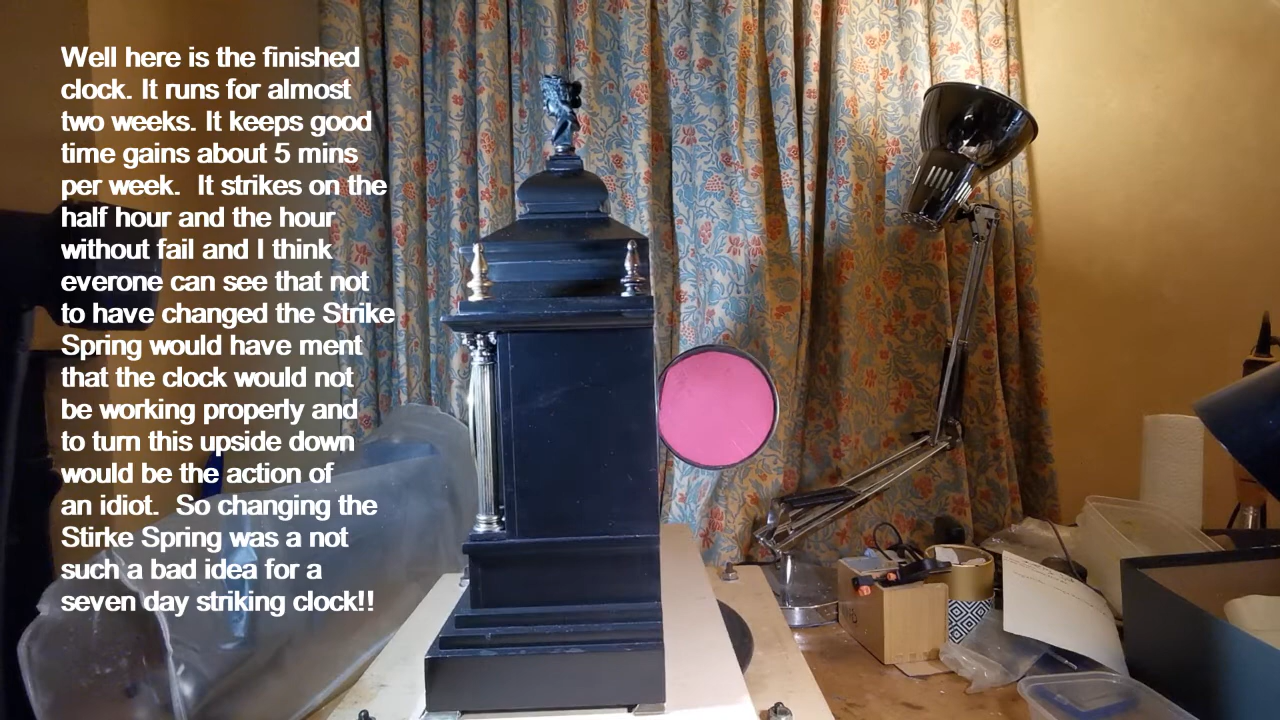 Well here is the finished
clock. It runs for almost
two weeks. It keeps good
time gains about 5 mins
per week.  It strikes on the
half hour and the hour
without fail and I think
everone can see that not
to have changed the Strike
Spring would have ment
that the clock would not
be working properly and
to turn this upside down
would be the action of
an idiot.  So changing the
Stirke Spring was a not
such a bad idea for a
seven day striking clock!!